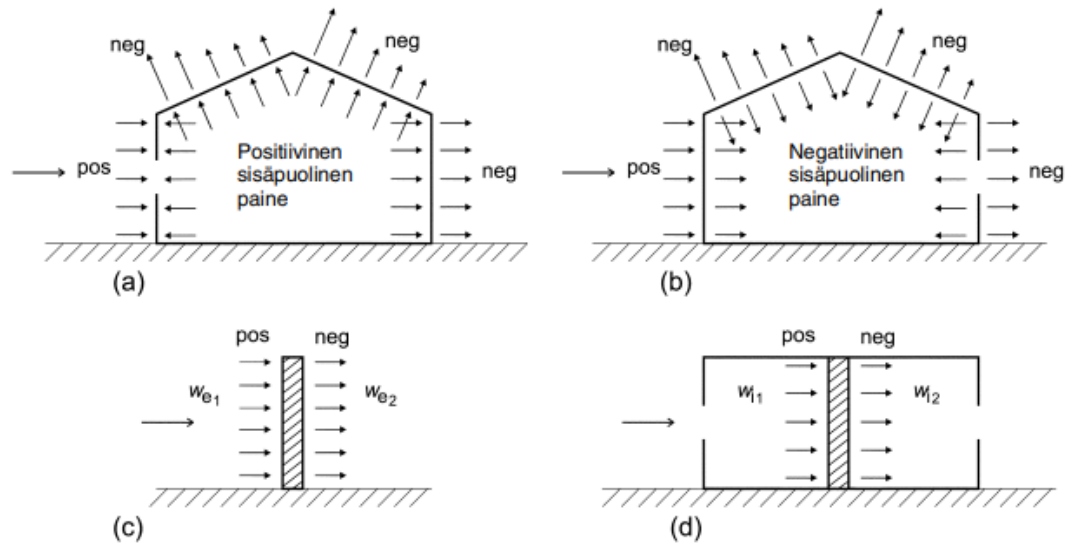 neg
neg
pos
Positiivinen
sisäpuolinen
paine
neg
(a)
neg
neg
pos
Negatiivinen
sisäpuolinen
paine
neg
(b)
pos
neg
we1
we2
(c)
pos
neg
wi1
wi2
(d)